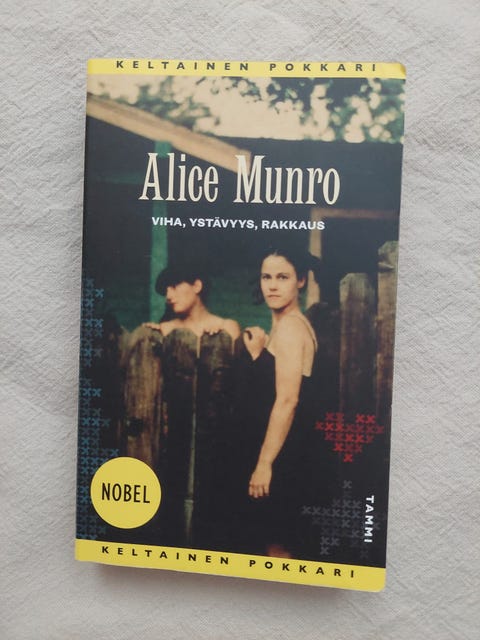 KELTAINEN POKKARI
Alice Munro
VIHA, YSTÄVYYS, RAKKAUS
NOBEL
TAMMI
KELTAINEN POKKARI